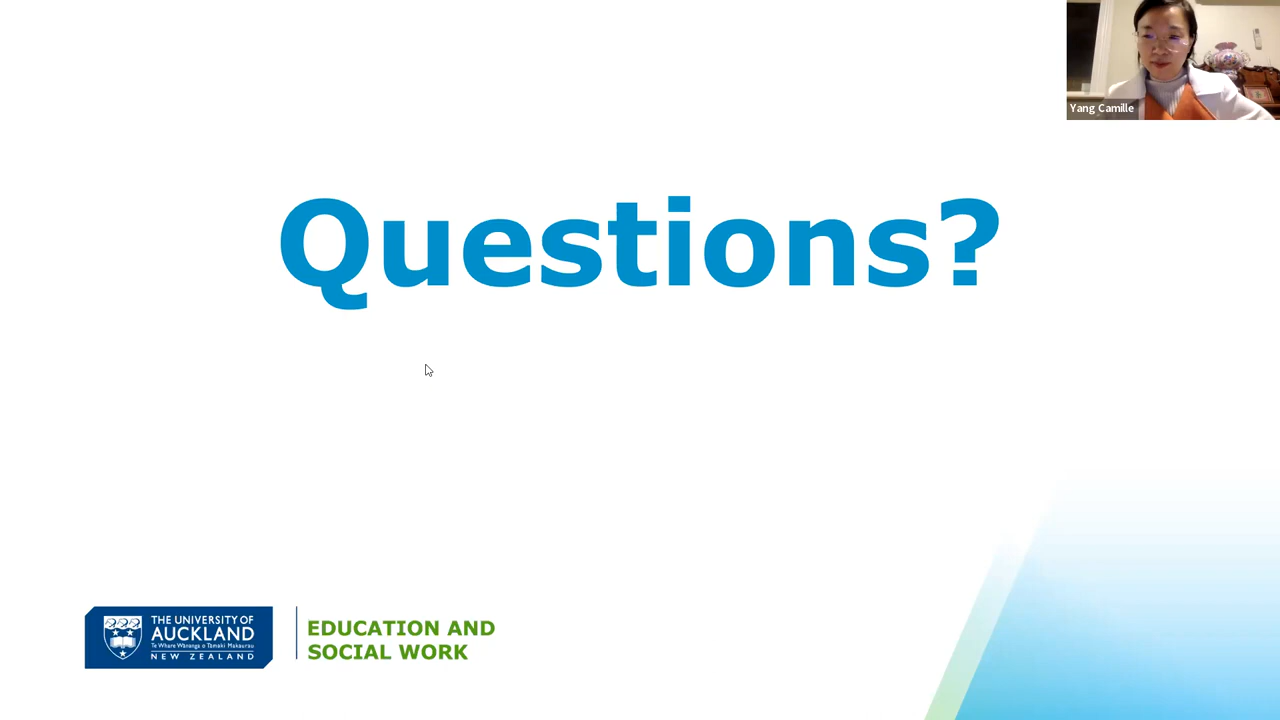 Yang Camille
Questions?
THE UNIVERSITY OF
AUCKLAND
Te Whare Wānanga o Tāmaki Makaurau
NEW ZEALAND
EDUCATION AND
SOCIAL WORK